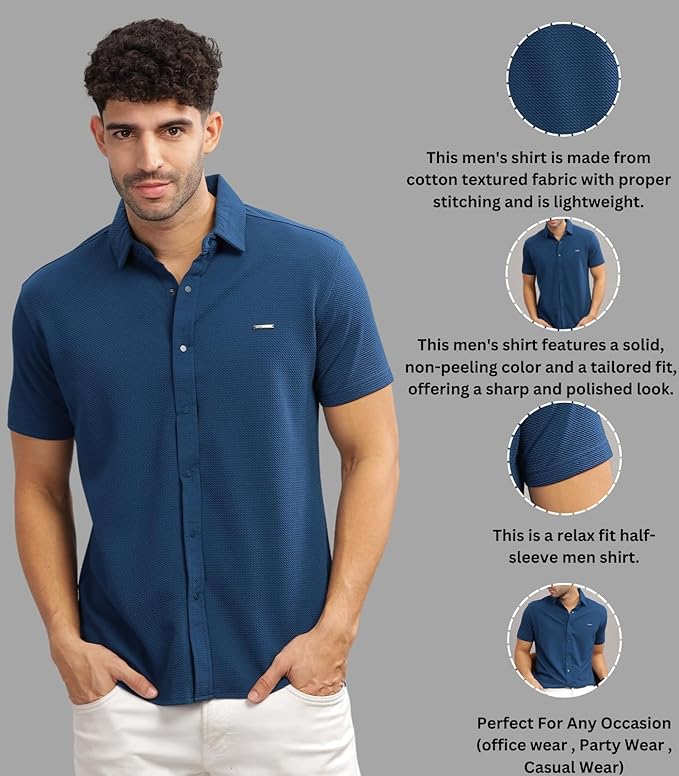 This men's shirt is made from
cotton textured fabric with proper
stitching and is lightweight.
This men's shirt features a solid,
non-peeling color and a tailored fit,
offering a sharp and polished look.
This is a relax fit half-
sleeve men shirt.
Perfect For Any Occasion
(office wear , Party Wear ,
Casual Wear)